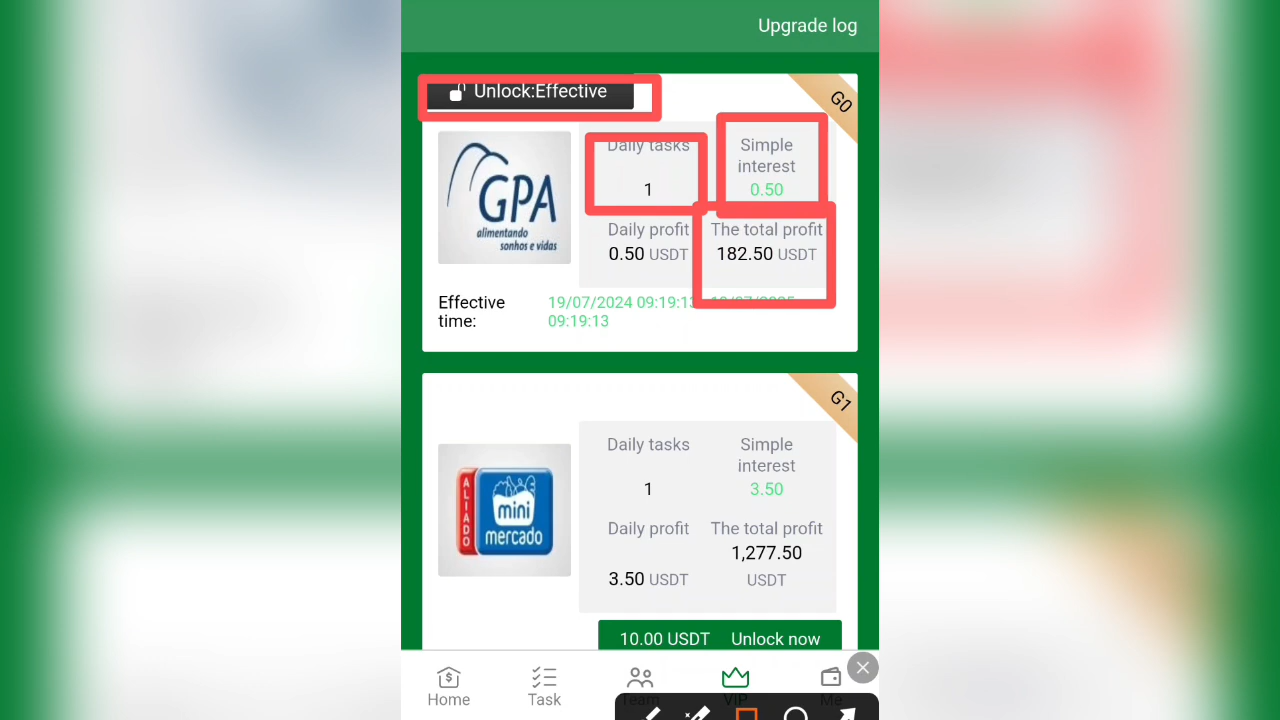 Upgrade log
Unlock:Effective
G0
GPA
alimentando
sonhos e vidas
Daily tasks
1
Simple
interest
0.50
Daily profit
0.50 USDT
The total profit
182.50 USDT
Effective
time:
19/07/2024 09:19:13
09:19:13
G1
ALIADO
mini
mercado
Daily tasks
1
Simple
interest
3.50
Daily profit
3.50 USDT
The total profit
1,277.50
USDT
10.00 USDT Unlock now
Home
Task
Team
VIP
Me